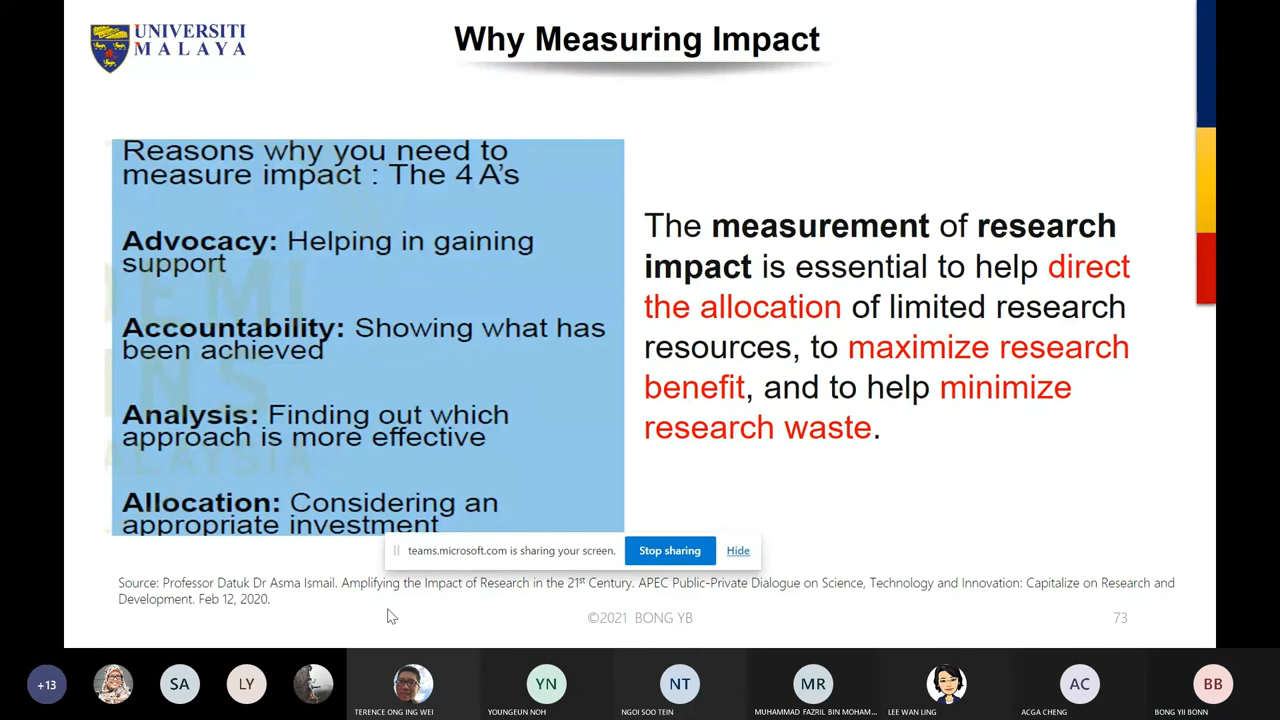 UNIVERSITI
MALAYA
Why Measuring Impact
Reasons why you need to
measure impact : The 4 A's
Advocacy: Helping in gaining
support
Accountability: Showing what has
been achieved
Analysis: Finding out which
approach is more effective
Allocation: Considering an
appropriate investment
The measurement of research
impact is essential to help direct
the allocation of limited research
resources, to maximize research
benefit, and to help minimize
research waste.
teams.microsoft.com is sharing your screen.
Stop sharing
Hide
Source: Professor Datuk Dr Asma Ismail. Amplifying the Impact of Research in the 21st Century. APEC Public-Private Dialogue on Science, Technology and Innovation: Capitalize on Research and
Development. Feb 12, 2020.
©2021 BONG YB
73
+13
SA
LY
YN
NT
MR
AC
BB
TERENCE ONG ING WEI
YOUNGEUN NOH
NGOI SOO TEIN
MUHAMMAD FAZRIL BIN MOHAM...
LEE WAN LING
ACGA CHENG
BONG YII BONN